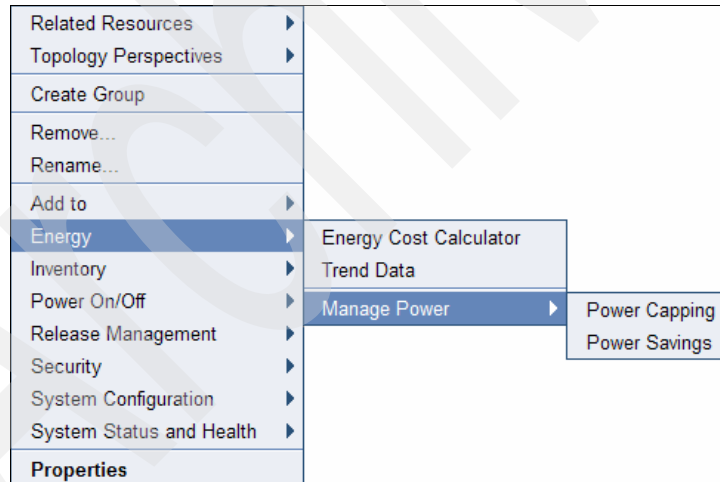 Related Resources
Topology Perspectives
Create Group
Remove...
Rename...
Add to
Energy
Inventory
Power On/Off
Release Management
Security
System Configuration
System Status and Health
Properties
Energy Cost Calculator
Trend Data
Manage Power
Power Capping
Power Savings